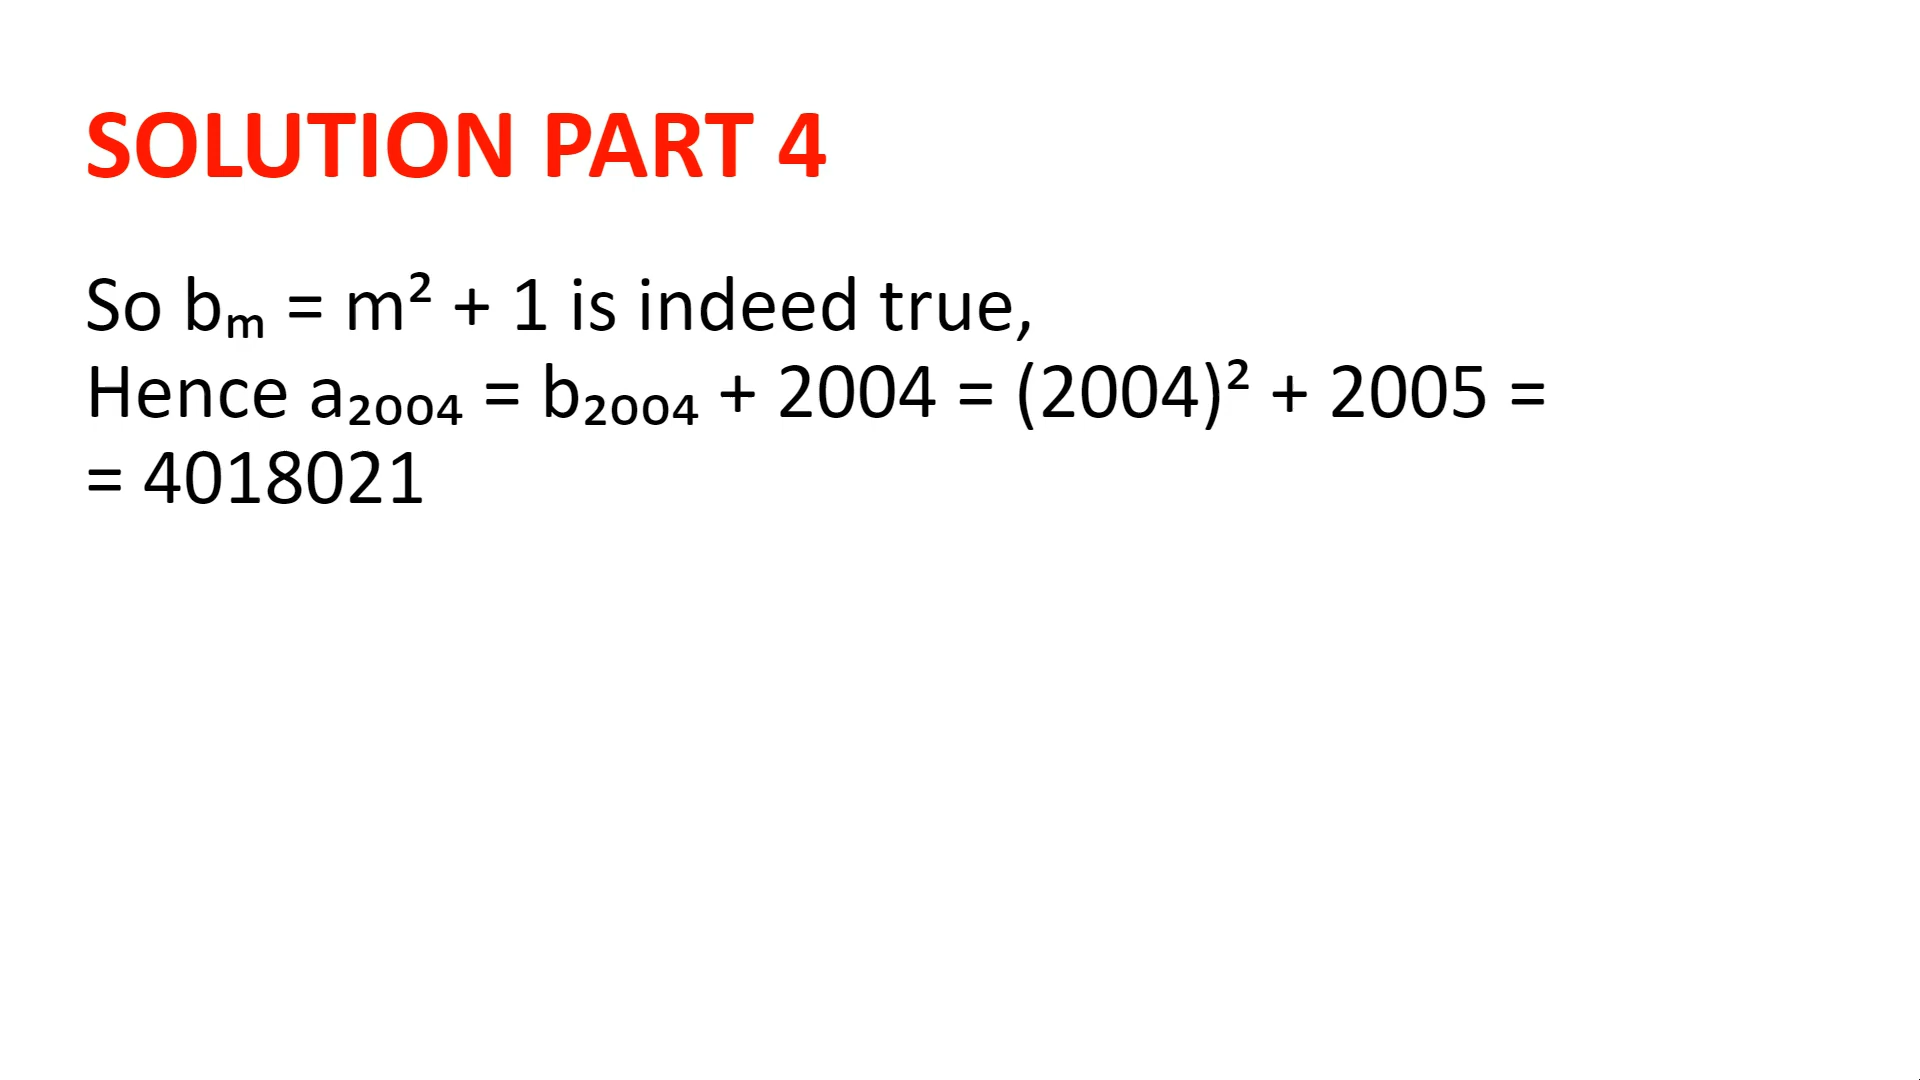 SOLUTION PART 4
So bₘ = m² + 1 is indeed true,
Hence a₂₀₀₄ = b₂₀₀₄ + 2004 = (2004)² + 2005 =
= 4018021